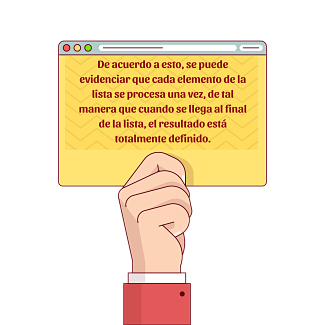 De acuerdo a esto, se puede
evidenciar que cada elemento de la
lista se procesa una vez, de tal
manera que cuando se llega al final
de la lista, el resultado está
totalmente definido.